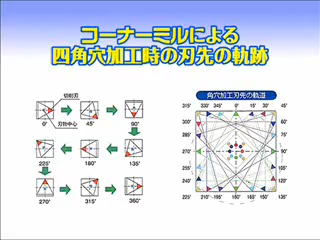 コーナーミルによる
四角穴加工時の刃先の軌跡
切削刃
刃物中心
0° 45° 90°
225° 180° 135°
270° 315° 360°
角穴加工刃先の軌道
315° 330° 345° 0° 15° 30° 45°
300° 60°
285° 75°
270° 90°
255° 105°
240° 120°
225° 210° 195° 180° 165° 150° 135°